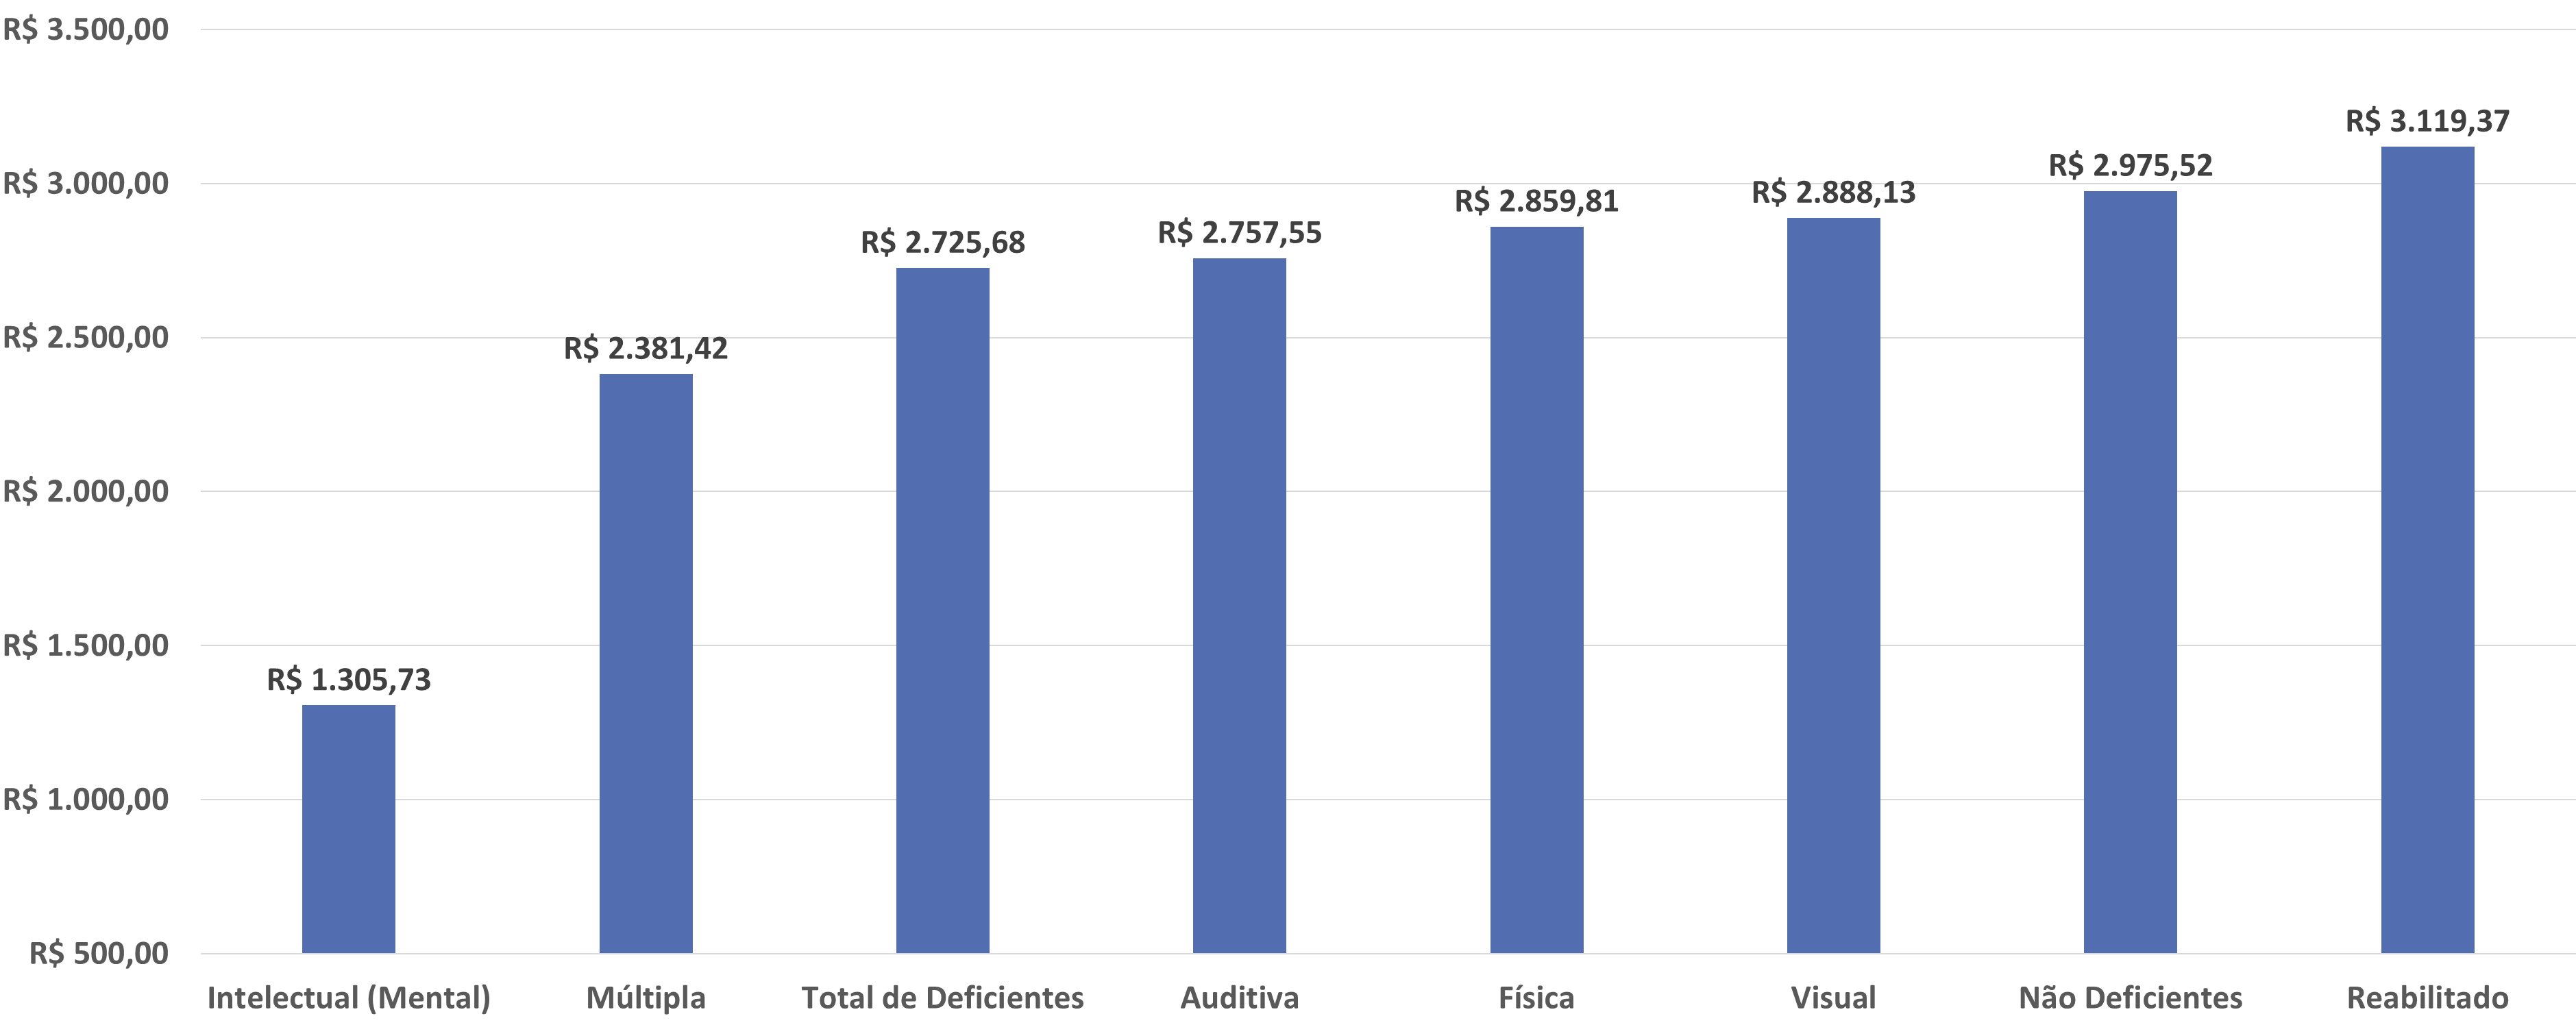 R$ 3.500,00
R$ 3.000,00
R$ 2.500,00
R$ 2.000,00
R$ 1.500,00
R$ 1.000,00
R$ 500,00
R$ 1.305,73
R$ 2.381,42
R$ 2.725,68
R$ 2.757,55
R$ 2.859,81
R$ 2.888,13
R$ 2.975,52
R$ 3.119,37
Intelectual (Mental)
Múltipla
Total de Deficientes
Auditiva
Física
Visual
Não Deficientes
Reabilitado